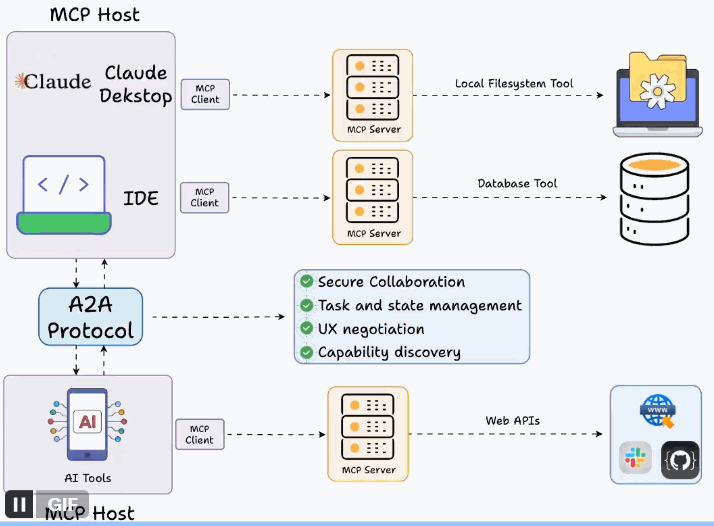 MCP Host
Claude
Claude
Dekstop
MCP
Client
MCP Server
Local Filesystem Tool
</>
IDE
MCP
Client
MCP Server
Database Tool
A2A
Protocol
Secure Collaboration
Task and state management
UX negotiation
Capability discovery
AI
AI Tools
MCP
Client
MCP Server
Web APIs
WWW
{ }
GIF
MCP Host